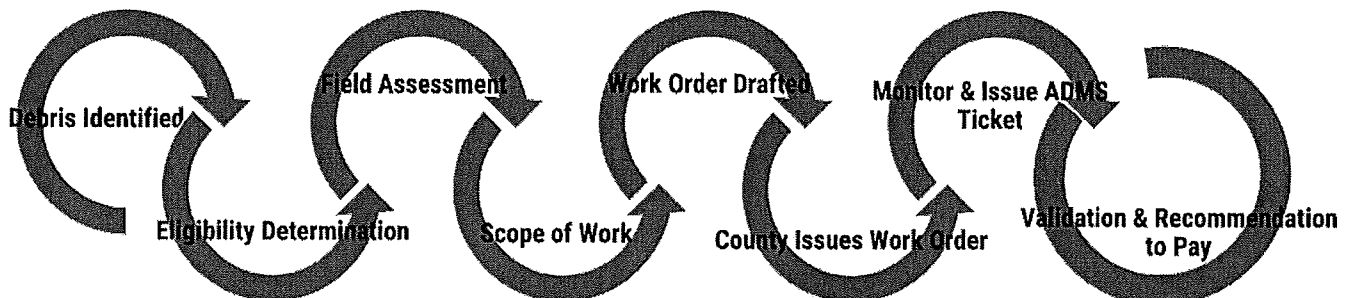 Debris Identified
Eligibility Determination
Field Assessment
Scope of Work
Work Order Drafted
County Issues Work Order
Monitor & Issue ADMS
Ticket
Validation & Recommendation
to Pay